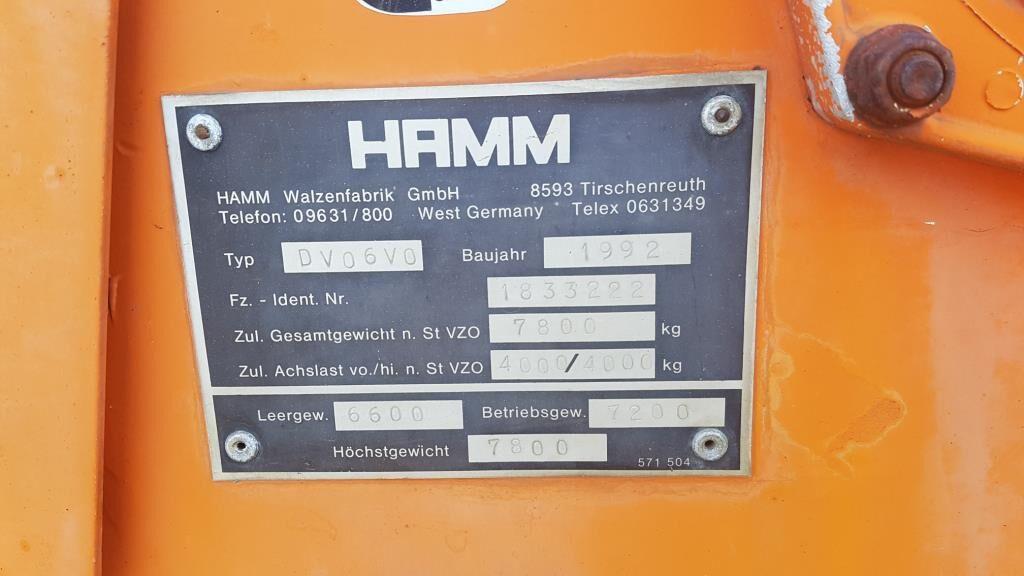 HAMM
HAMM Walzenfabrik GmbH 8593 Tirschenreuth
Telefon: 09631/800 West Germany Telex 0631349
Typ DV06V0 Baujahr 1992
Fz. - Ident. Nr. 1833222
Zul. Gesamtgewicht n. St VZO 7800 kg
Zul. Achslast vo./hi. n. St VZO 4000/4000 kg
Leergew. 6600 Betriebsgew. 7200
Höchstgewicht 7800
571 504